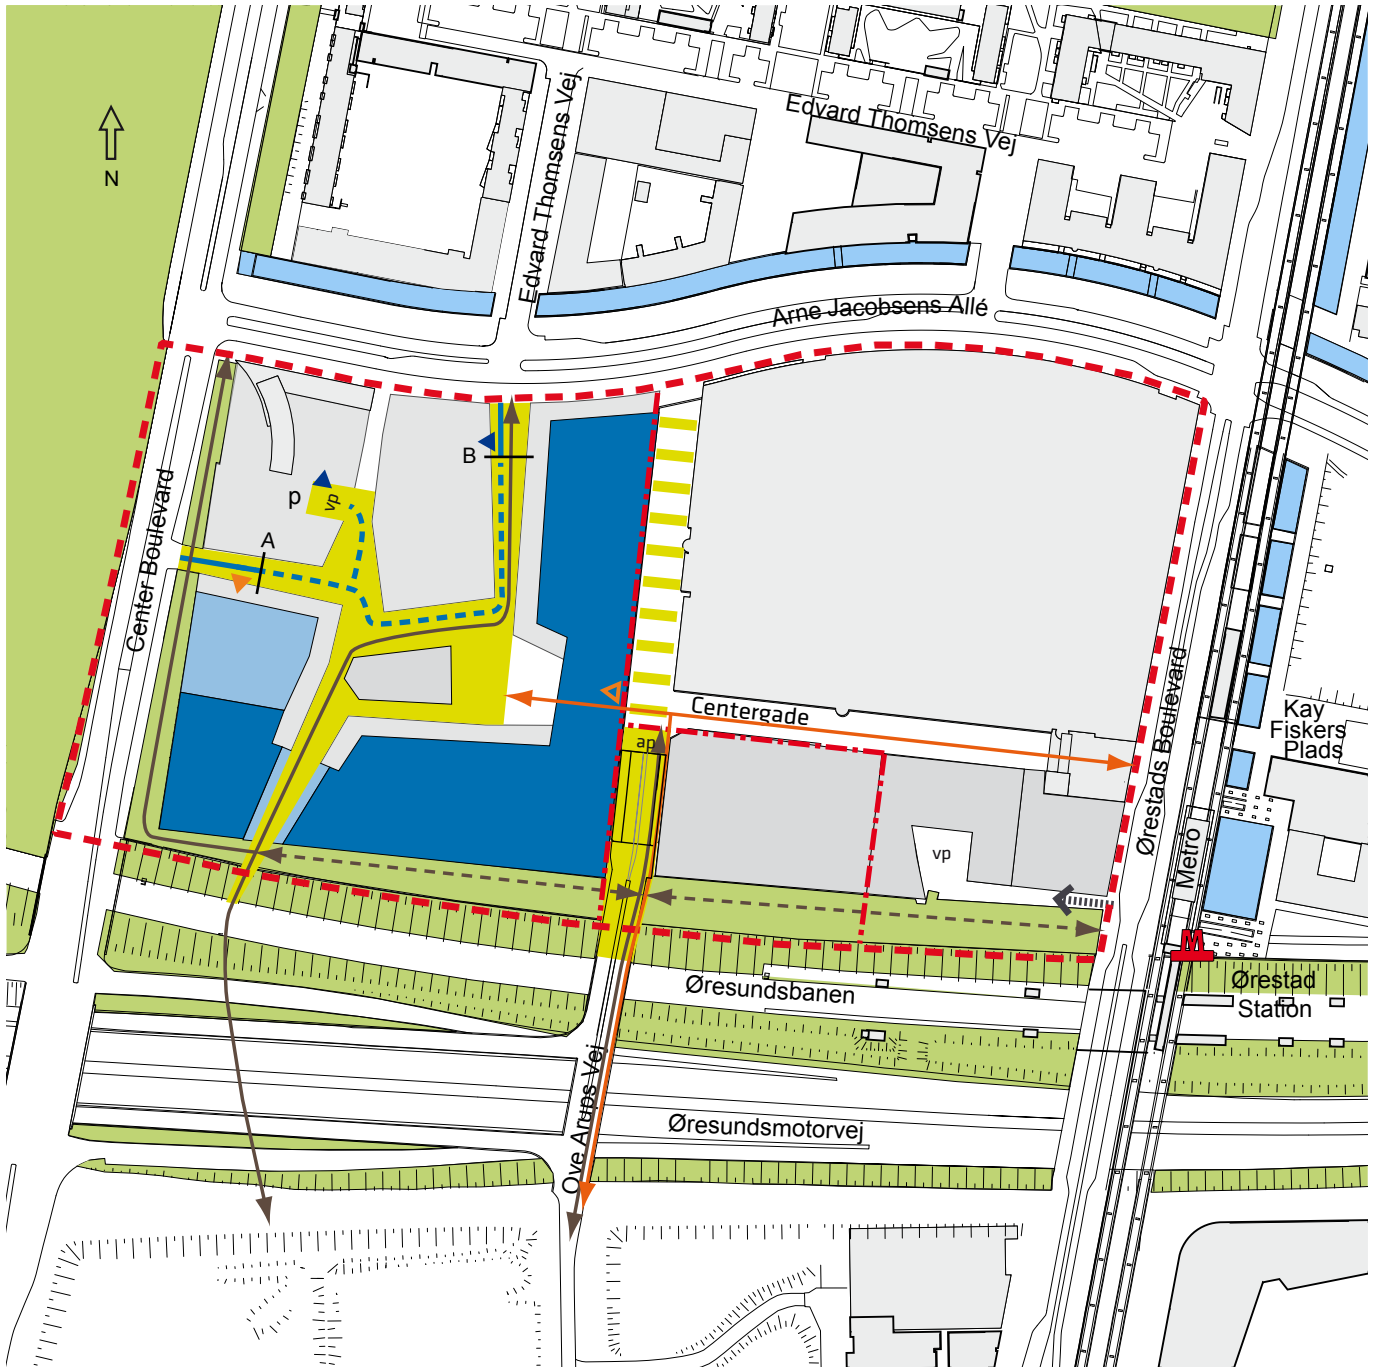 Edvard Thomsens Vej
Edvard Thomsens Vej
N
Arne Jacobsens Allé
B
p
vp
A
Center Boulevard
Centergade
ap
Ørestads Boulevard
Kay
Fiskers
Plads
vp
Metro
M
Øresundsbanen
Ørestad
Station
Ove Arups Vej
Øresundsmotorvej